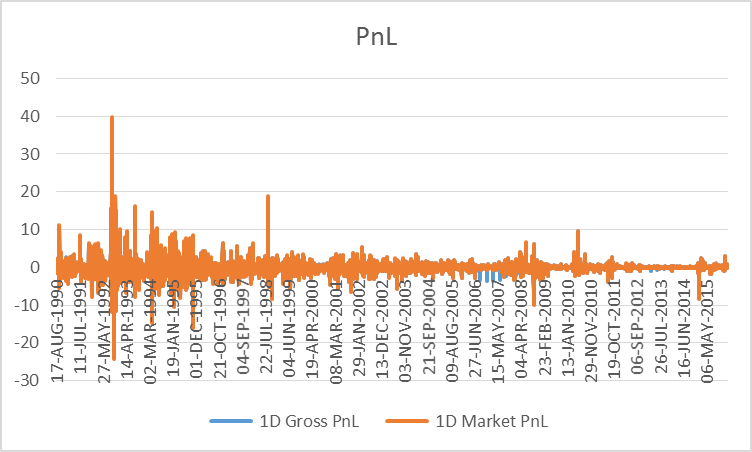 PnL
50
40
30
20
10
0
-10
-20
-30
17-AUG-1990
11-JUL-1991
27-MAY-1992
14-APR-1993
02-MAR-1994
19-JAN-1995
01-DEC-1995
21-OCT-1996
04-SEP-1997
22-JUL-1998
04-JUN-1999
19-APR-2000
08-MAR-2001
29-JAN-2002
13-DEC-2002
03-NOV-2003
21-SEP-2004
09-AUG-2005
27-JUN-2006
15-MAY-2007
04-APR-2008
23-FEB-2009
13-JAN-2010
29-NOV-2010
19-OCT-2011
06-SEP-2012
26-JUL-2013
16-JUN-2014
06-MAY-2015
1D Gross PnL
1D Market PnL